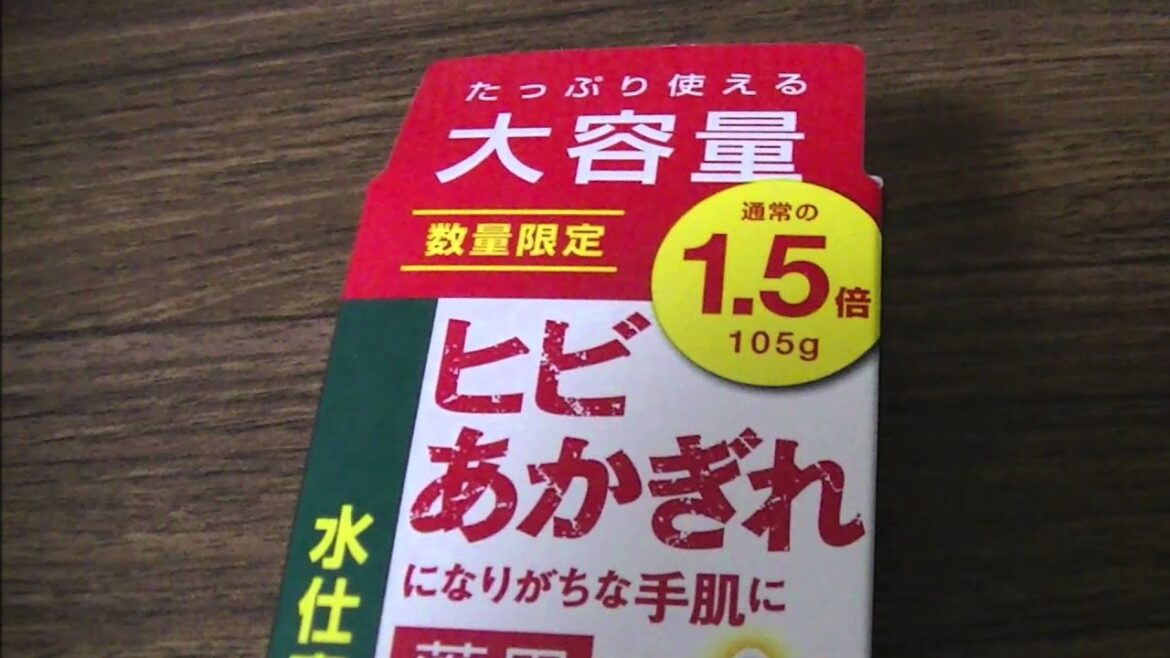 たっぷり使える
大容量
数量限定
通常の
1.5倍
105g
ヒビ
あかぎれ
になりがちな手肌に
水仕